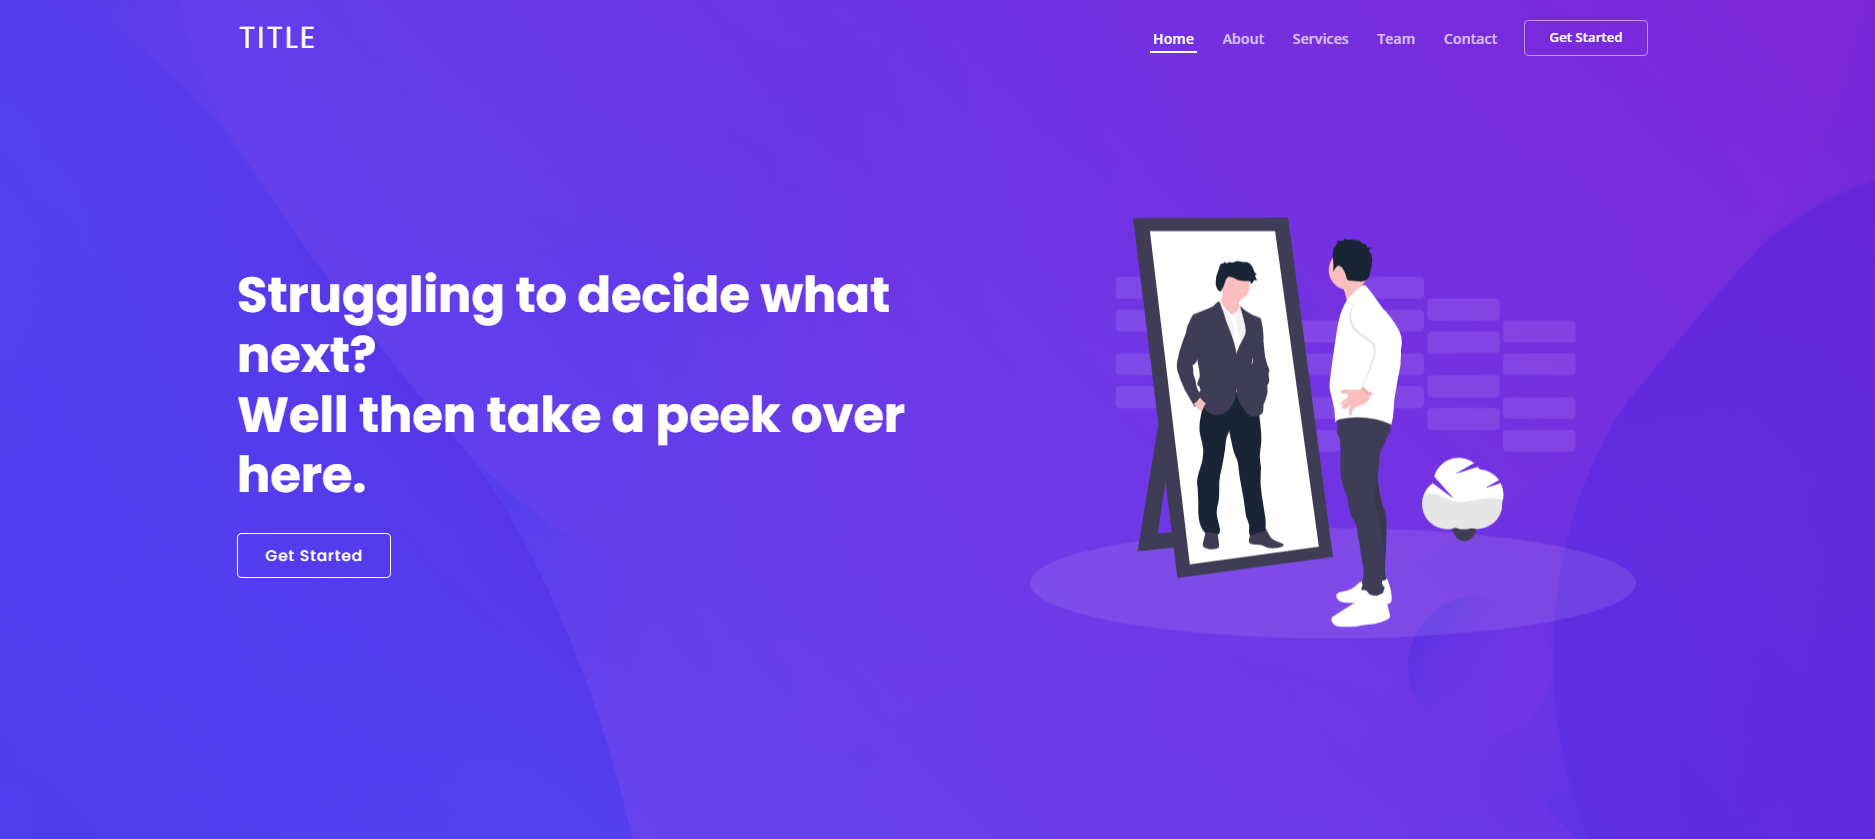 TITLE
Home About Services Team Contact Get Started
Struggling to decide what
next?
Well then take a peek over
here.
Get Started